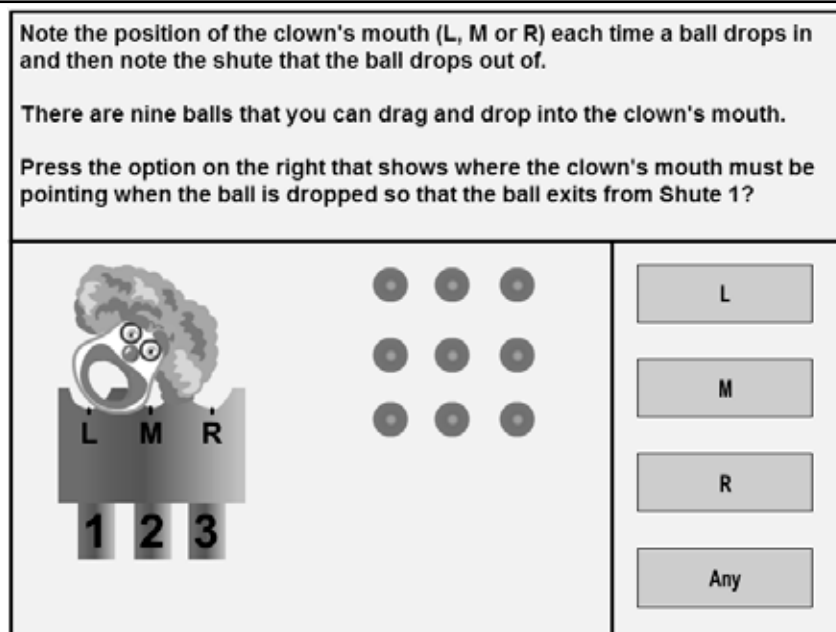 Note the position of the clown's mouth (L, M or R) each time a ball drops in
and then note the shute that the ball drops out of.
There are nine balls that you can drag and drop into the clown's mouth.
Press the option on the right that shows where the clown's mouth must be
pointing when the ball is dropped so that the ball exits from Shute 1?
L M R
1 2 3
L
M
R
Any